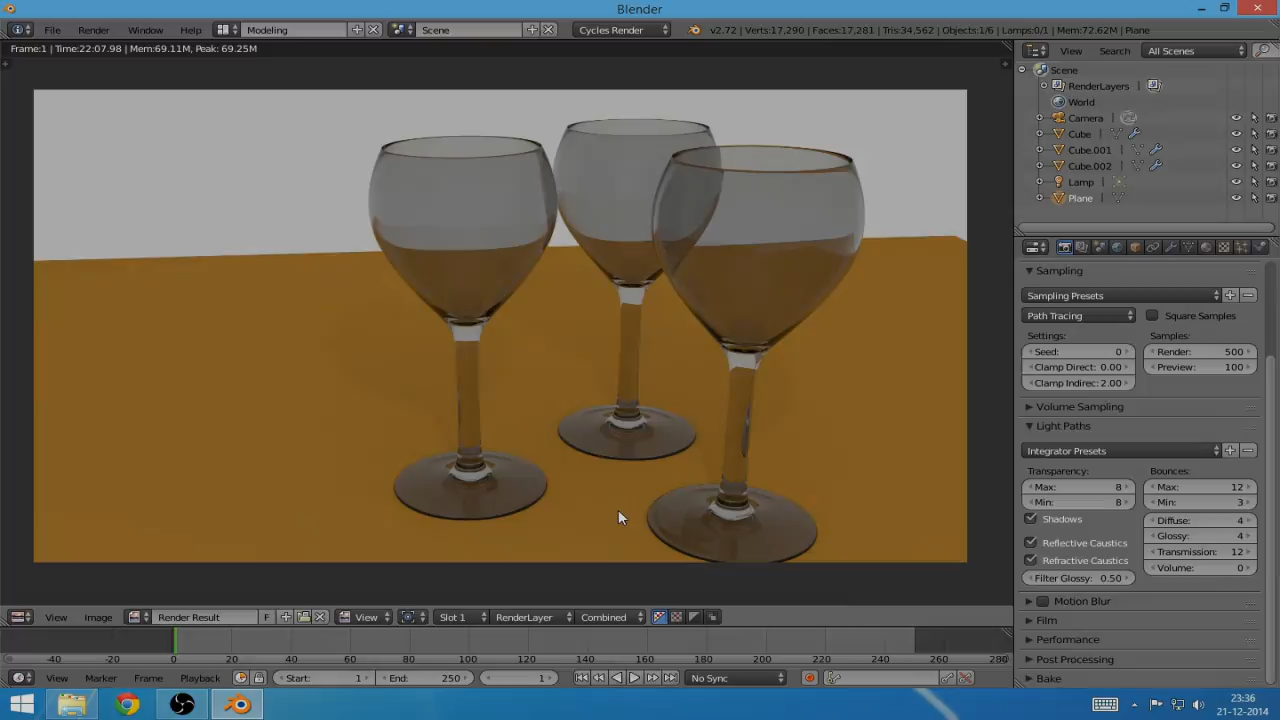 Blender
File Render Window Help Modeling Scene Cycles Render v2.72 | Verts:17,290 | Faces:17,281 | Tris:34,562 | Objects:1/6 | Lamps:0/1 | Mem:72.62M | Plane
Frame:1 | Time:22:07.98 | Mem:69.11M, Peak: 69.25M
View Search All Scenes
Scene
RenderLayers
World
Camera
Cube
Cube.001
Cube.002
Lamp
Plane
Sampling
Sampling Presets
Path Tracing Square Samples
Settings: Samples:
Seed: 0 Render: 500
Clamp Direct: 0.00 Preview: 100
Clamp Indirec: 2.00
Volume Sampling
Light Paths
Integrator Presets
Transparency: Bounces:
Max: 8 Max: 12
Min: 8 Min: 3
Shadows Diffuse: 4
Glossy: 4
Reflective Caustics Transmission: 12
Refractive Caustics Volume: 0
Filter Glossy: 0.50
Motion Blur
Film
Performance
Post Processing
Bake
View Image Render Result F View Slot 1 RenderLayer Combined
-40 -20 0 20 40 60 80 100 120 140 160 180 200 220 240 260 280
View Marker Frame Playback Start: 1 End: 250 1 No Sync
23:36
21-12-2014